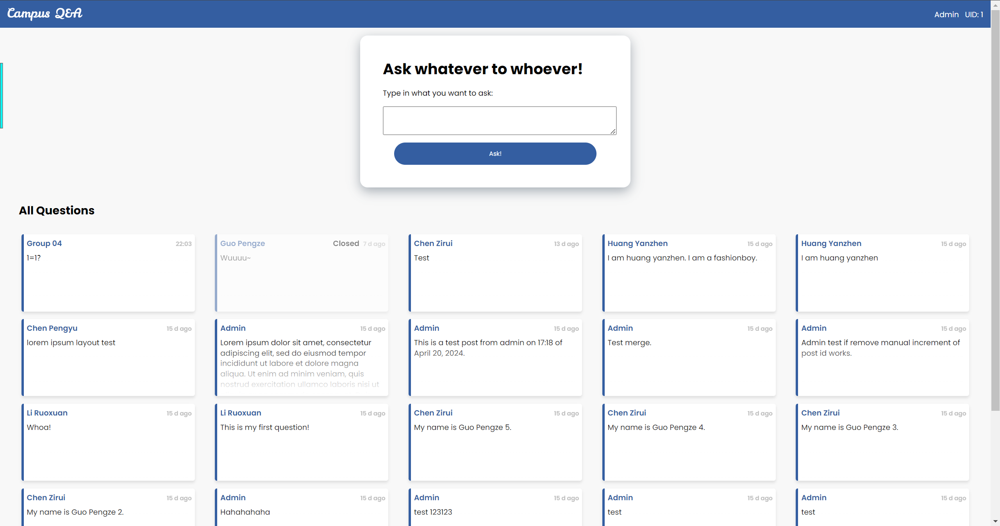 Campus Q&A
Admin UID: 1
Ask whatever to whoever!
Type in what you want to ask:
Ask!
All Questions
Group 04 22:03
1=1?
Guo Pengze Closed 7 d ago
Wuuuu~
Chen Zirui 13 d ago
Test
Huang Yanzhen 15 d ago
I am huang yanzhen. I am a fashionboy.
Huang Yanzhen 15 d ago
I am huang yanzhen
Chen Pengyu 15 d ago
lorem ipsum layout test
Admin 15 d ago
Lorem ipsum dolor sit amet, consectetur
adipiscing elit, sed do eiusmod tempor
incididunt ut labore et dolore magna
aliqua. Ut enim ad minim veniam, quis
nostrud exercitation ullamco laboris nisi ut
Admin 15 d ago
This is a test post from admin on 17:18 of
April 20, 2024.
Admin 15 d ago
Test merge.
Admin 15 d ago
Admin test if remove manual increment of
post id works.
Li Ruoxuan 15 d ago
Whoa!
Li Ruoxuan 15 d ago
This is my first question!
Chen Zirui 15 d ago
My name is Guo Pengze 5.
Chen Zirui 15 d ago
My name is Guo Pengze 4.
Chen Zirui 15 d ago
My name is Guo Pengze 3.
Chen Zirui 15 d ago
My name is Guo Pengze 2.
Admin 15 d ago
Hahahahaha
Admin 15 d ago
test 123123
Admin 15 d ago
test
Admin 15 d ago
test